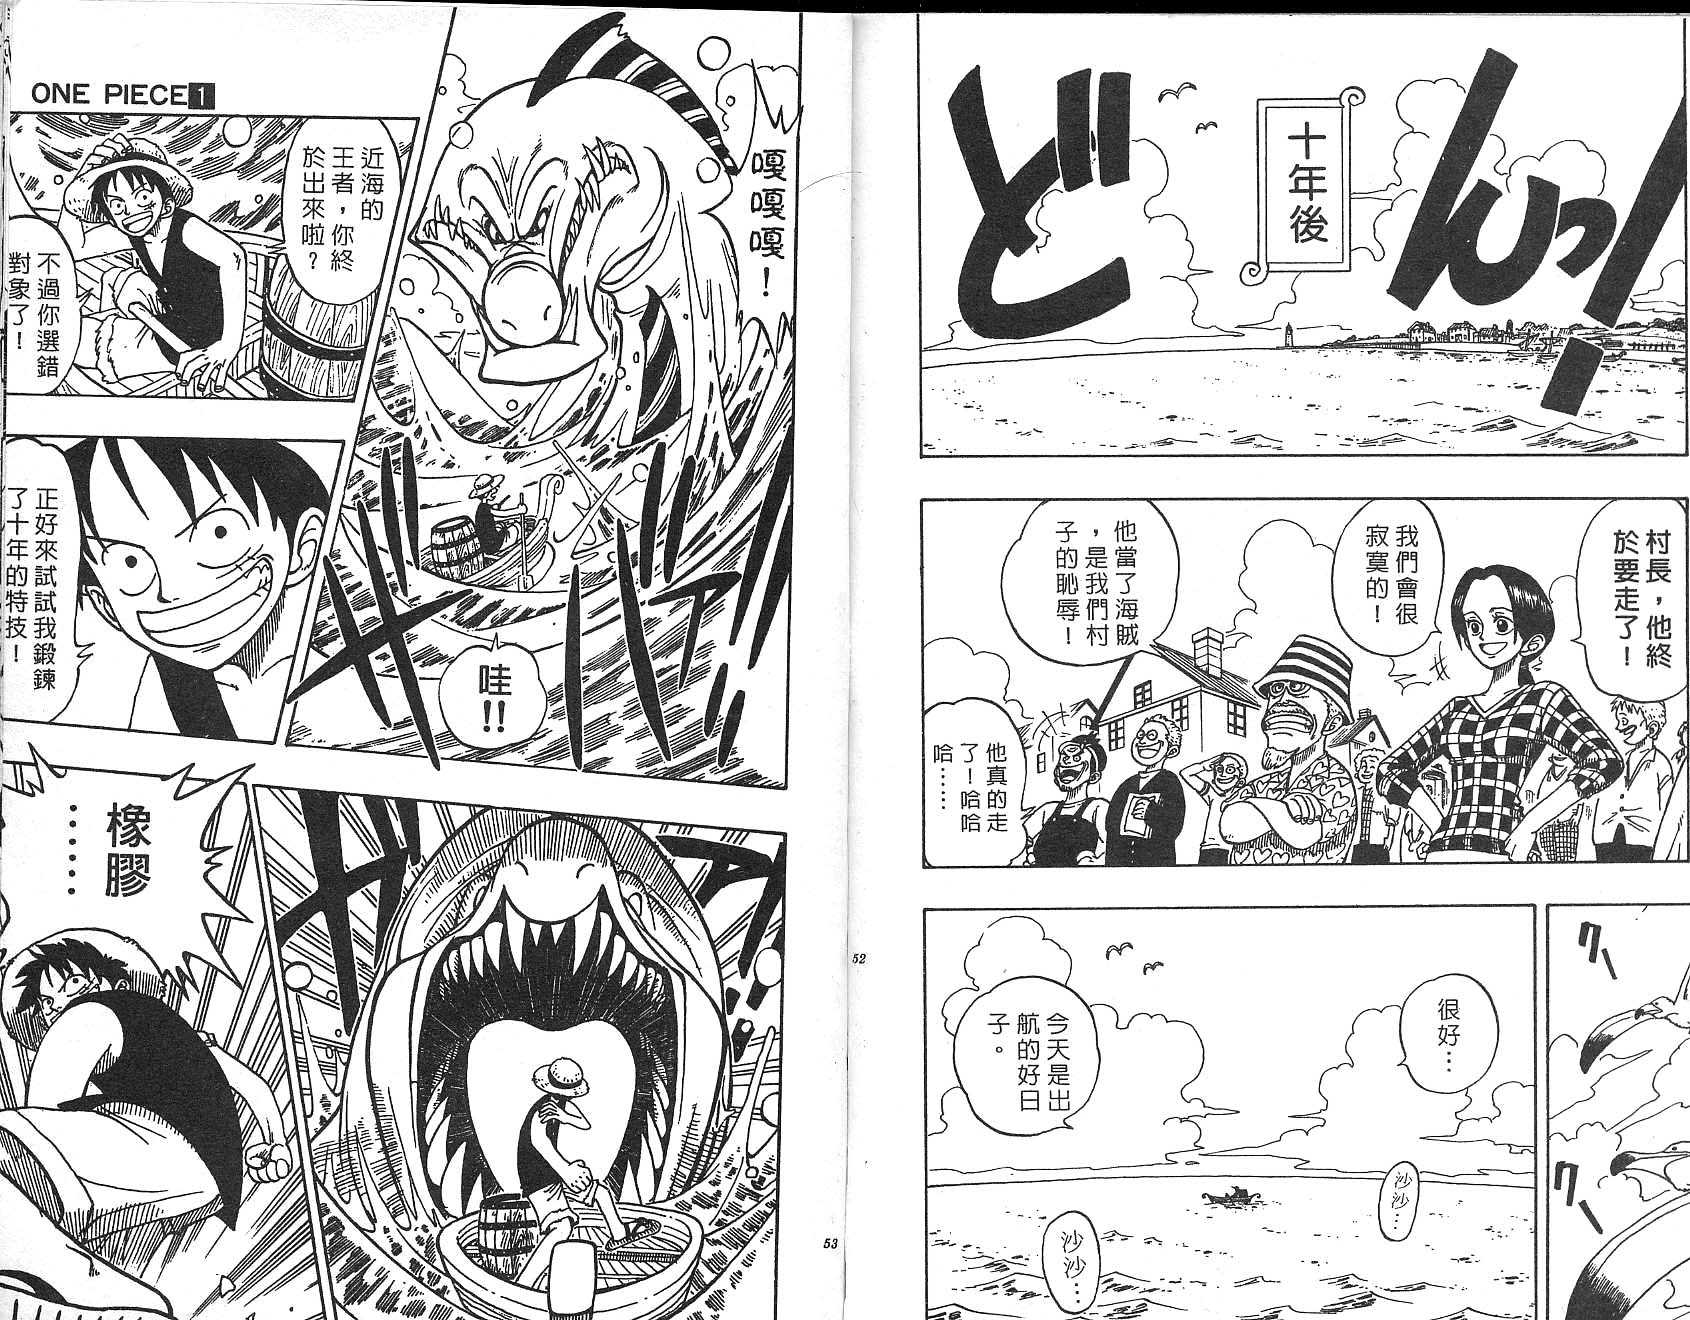 十年後
どんっ!
村長，他終
於要走了！
我們會很
寂寞的！
他當了海賊
，是我們村
子的恥辱！
他真的走
了！哈哈
哈……
很好…
今天是出
航的好日
子。
沙沙…
沙沙…
52
ONE PIECE 1
嘎嘎嘎！
哇!!
近海的
王者，你終
於出來啦？
不過你選錯
對象了！
正好來試試我鍛鍊
了十年的特技！
橡膠
……
53